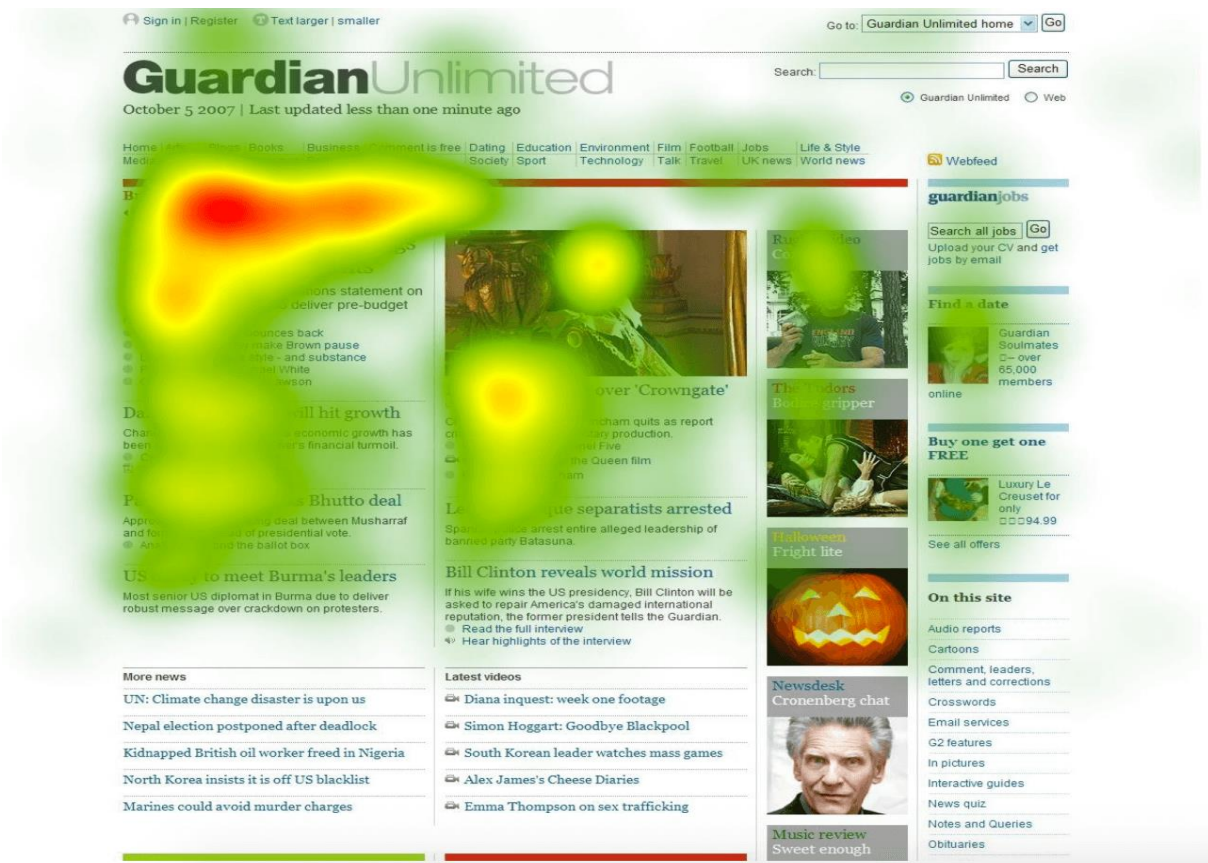 Sign in | Register Text larger | smaller
Go to: Guardian Unlimited home Go
GuardianUnlimited
Search: Search
October 5 2007 | Last updated less than one minute ago
Guardian Unlimited Web
Home Blogs Books Business Comment is free Dating Education Environment Film Football Jobs Life & Style
Society Sport Technology Talk Travel UK news World news
Webfeed
statement on
deliver pre-budget
bounces back
make Brown pause
- and substance
White
will hit growth
economic growth has
been financial turmoil.
Bhutto deal
deal between Musharraf
and of presidential vote.
and the ballot box
US to meet Burma's leaders
Most senior US diplomat in Burma due to deliver
robust message over crackdown on protesters.
over 'Crowngate'
quits as report
production.
Five
the Queen film
separatists arrested
arrest entire alleged leadership of
banned party Batasuna.
Bill Clinton reveals world mission
If his wife wins the US presidency, Bill Clinton will be
asked to repair America's damaged international
reputation, the former president tells the Guardian.
Read the full interview
Hear highlights of the interview
The Tudors
Bodice gripper
Halloween
Fright lite
Newsdesk
Cronenberg chat
Music review
Sweet enough
guardianjobs
Search all jobs Go
Upload your CV and get
jobs by email
Find a date
Guardian
Soulmates
– over
65,000
members
online
Buy one get one
FREE
Luxury Le
Creuset for
only
94.99
See all offers
On this site
Audio reports
Cartoons
Comment, leaders,
letters and corrections
Crosswords
Email services
G2 features
In pictures
Interactive guides
News quiz
Notes and Queries
Obituaries
More news
UN: Climate change disaster is upon us
Nepal election postponed after deadlock
Kidnapped British oil worker freed in Nigeria
North Korea insists it is off US blacklist
Marines could avoid murder charges
Latest videos
Diana inquest: week one footage
Simon Hoggart: Goodbye Blackpool
South Korean leader watches mass games
Alex James's Cheese Diaries
Emma Thompson on sex trafficking